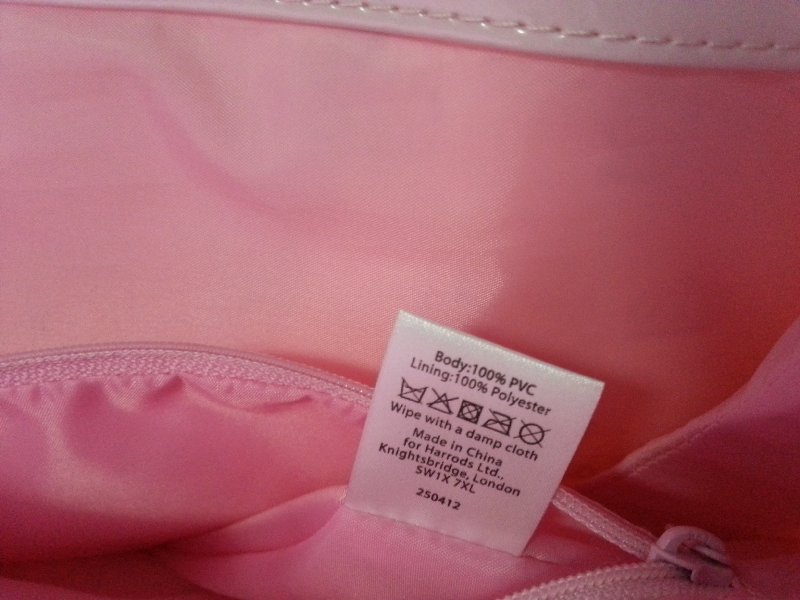 Body:100% PVC
Lining:100% Polyester
Wipe with a damp cloth
Made in China
for Harrods Ltd.,
Knightsbridge, London
SW1X 7XL
250412